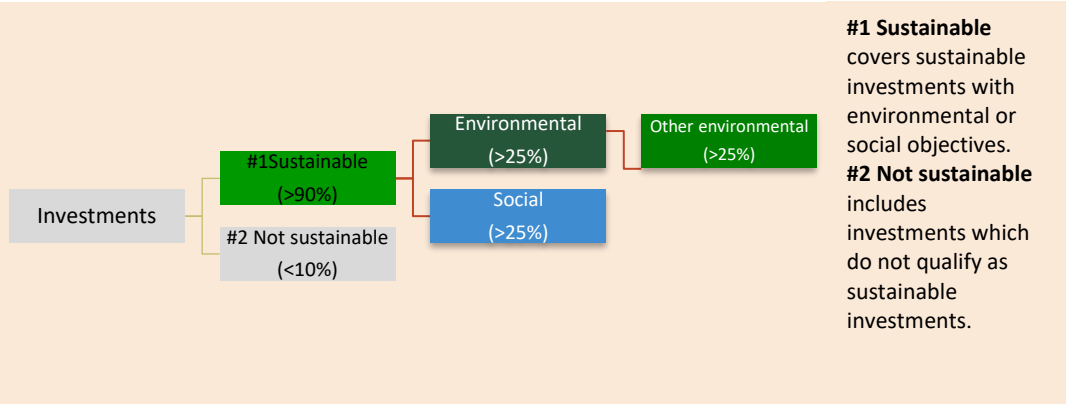 Investments
#1Sustainable
(>90%)
#2 Not sustainable
(<10%)
Environmental
(>25%)
Social
(>25%)
Other environmental
(>25%)
#1 Sustainable
covers sustainable
investments with
environmental or
social objectives.
#2 Not sustainable
includes
investments which
do not qualify as
sustainable
investments.